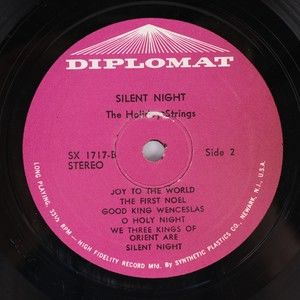 DIPLOMAT
SILENT NIGHT
The Holiday Strings
SX 1717-B
STEREO
Side 2
JOY TO THE WORLD
THE FIRST NOEL
GOOD KING WENCESLAS
O HOLY NIGHT
WE THREE KINGS OF
ORIENT ARE
SILENT NIGHT
LONG PLAYING 33⅓ RPM — HIGH FIDELITY RECORD Mfd. By SYNTHETIC PLASTICS CO., NEWARK, N.J., U.S.A.